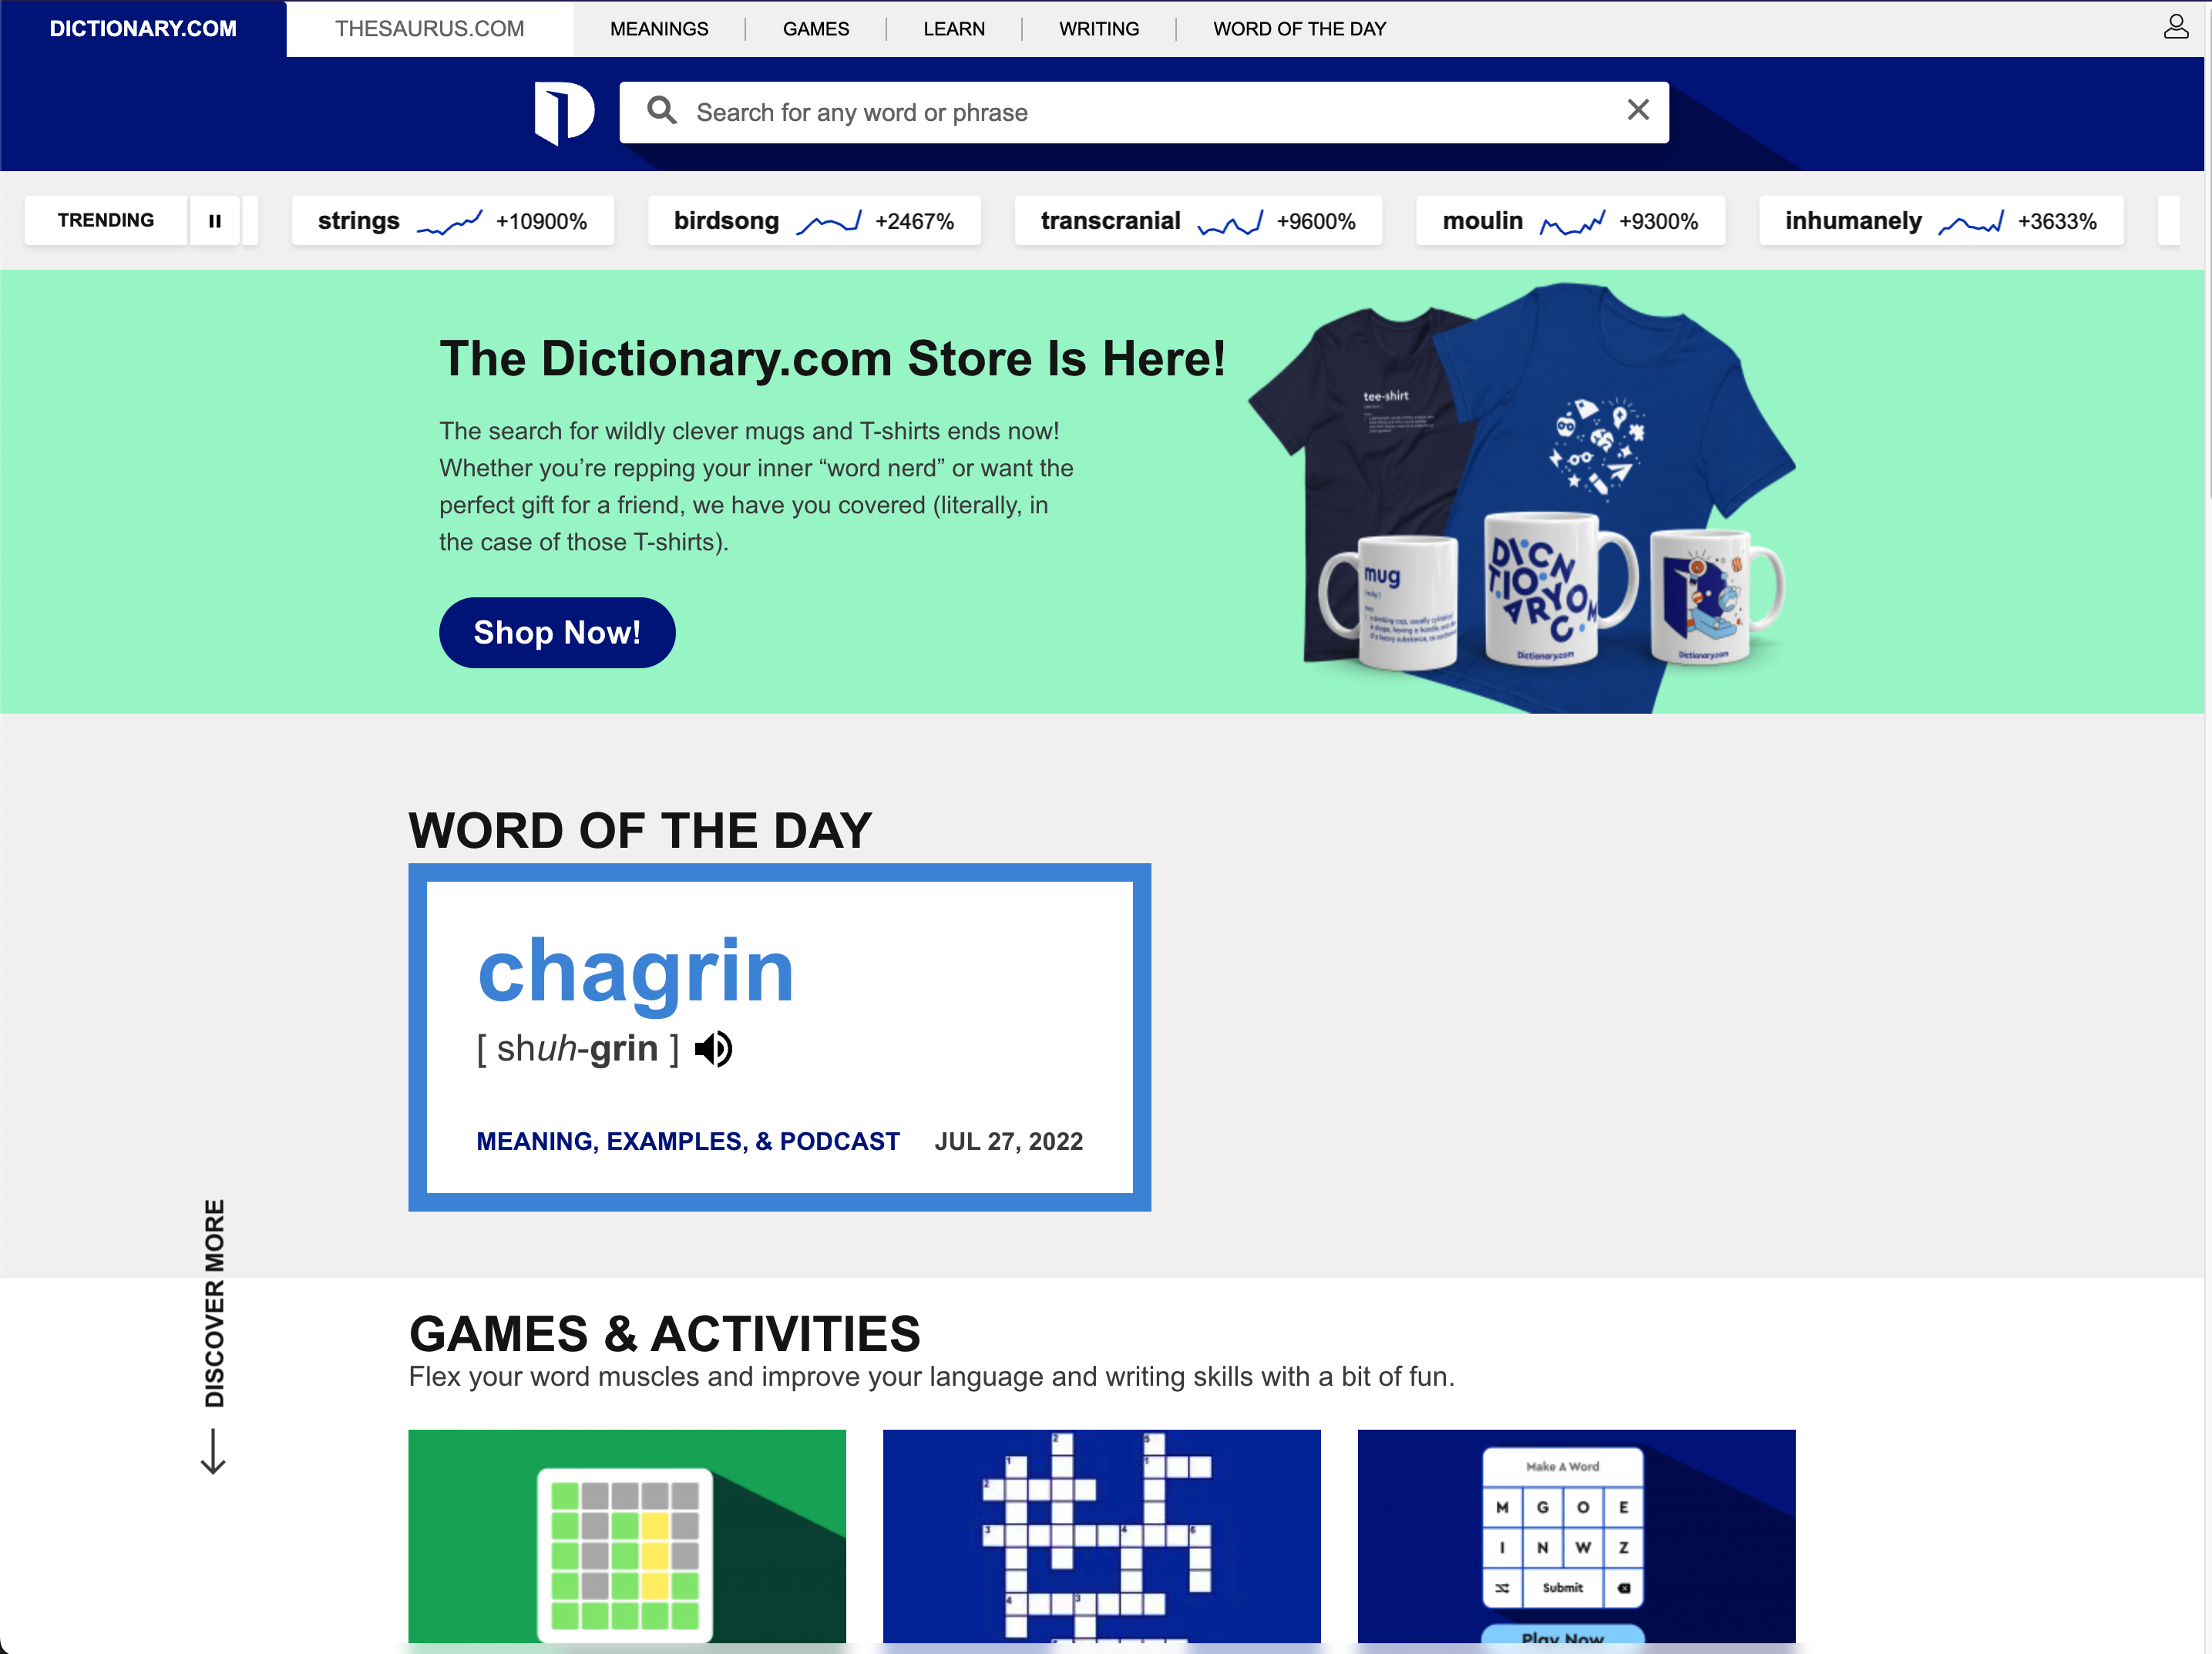 DICTIONARY.COM
THESAURUS.COM
MEANINGS
GAMES
LEARN
WRITING
WORD OF THE DAY
Search for any word or phrase
TRENDING
strings +10900%
birdsong +2467%
transcranial +9600%
moulin +9300%
inhumanely +3633%
The Dictionary.com Store Is Here!
The search for wildly clever mugs and T-shirts ends now!
Whether you’re repping your inner “word nerd” or want the
perfect gift for a friend, we have you covered (literally, in
the case of those T-shirts).
Shop Now!
tee-shirt
mug
DICN
TIO
ARYOM
C.
Dictionary.com
Dictionary.com
WORD OF THE DAY
chagrin
[ shuh-grin ]
MEANING, EXAMPLES, & PODCAST
JUL 27, 2022
DISCOVER MORE
GAMES & ACTIVITIES
Flex your word muscles and improve your language and writing skills with a bit of fun.
Make A Word
M G O E
I N W Z
Submit
Play Now